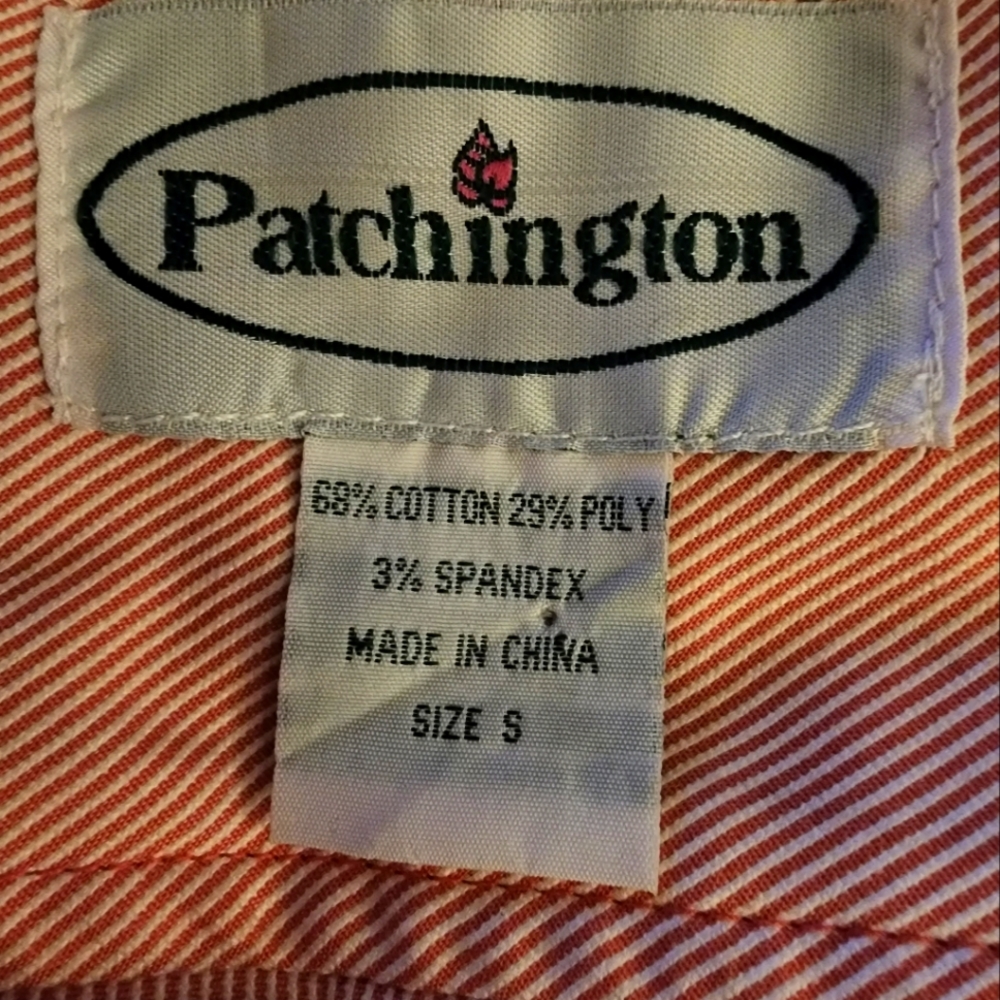 Patchington
68% COTTON 29% POLY
3% SPANDEX
MADE IN CHINA
SIZE S